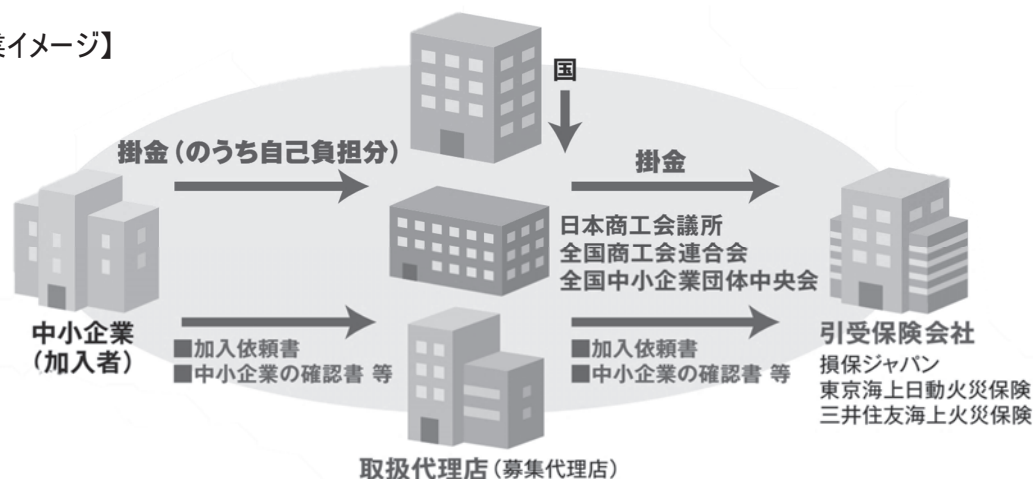 業イメージ】
国
掛金(のうち自己負担分)
掛金
日本商工会議所
全国商工会連合会
全国中小企業団体中央会
中小企業
(加入者)
■加入依頼書
■中小企業の確認書 等
■加入依頼書
■中小企業の確認書 等
引受保険会社
損保ジャパン
東京海上日動火災保険
三井住友海上火災保険
取扱代理店(募集代理店)